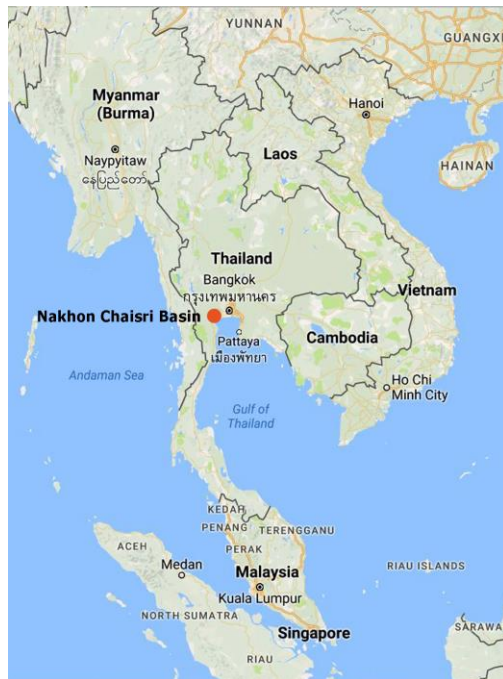 YUNNAN
GUANGXI
Myanmar
(Burma)
Hanoi
Naypyitaw
နေပြည်တော်
Laos
HAINAN
Thailand
Bangkok
กรุงเทพมหานคร
Vietnam
Nakhon Chaisri Basin
Pattaya
เมืองพัทยา
Cambodia
Ho Chi
Minh City
Andaman Sea
Gulf of
Thailand
KEDAH
PENANG
TERENGGANU
ACEH
PERAK
Medan
RIAU ISLANDS
Malaysia
Kuala Lumpur
NORTH SUMATRA
SARAWA
Singapore
RIAU